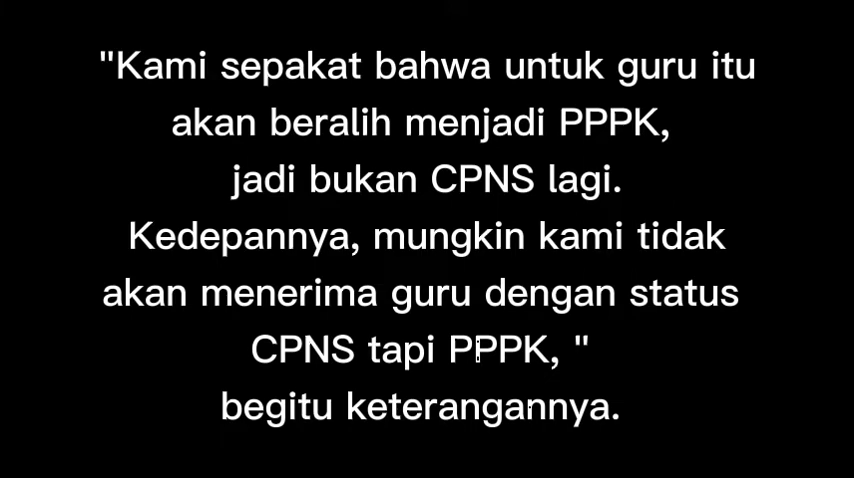 "Kami sepakat bahwa untuk guru itu
akan beralih menjadi PPPK,
jadi bukan CPNS lagi.
Kedepannya, mungkin kami tidak
akan menerima guru dengan status
CPNS tapi PPPK, "
begitu keterangannya.